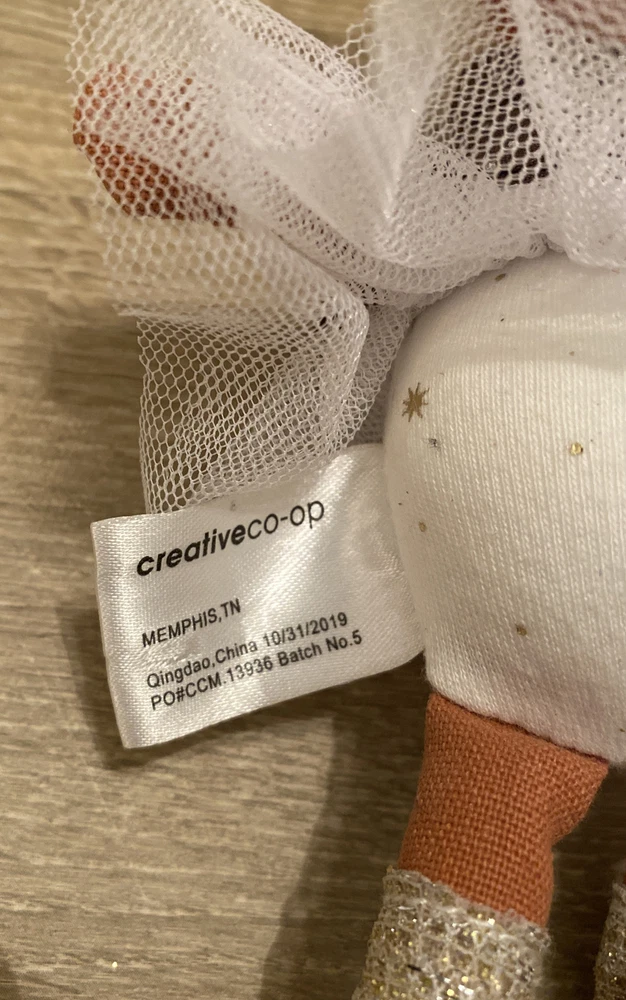 creativeco-op
MEMPHIS,TN
Qingdao,China 10/31/2019
PO#CCM.13936 Batch No.5